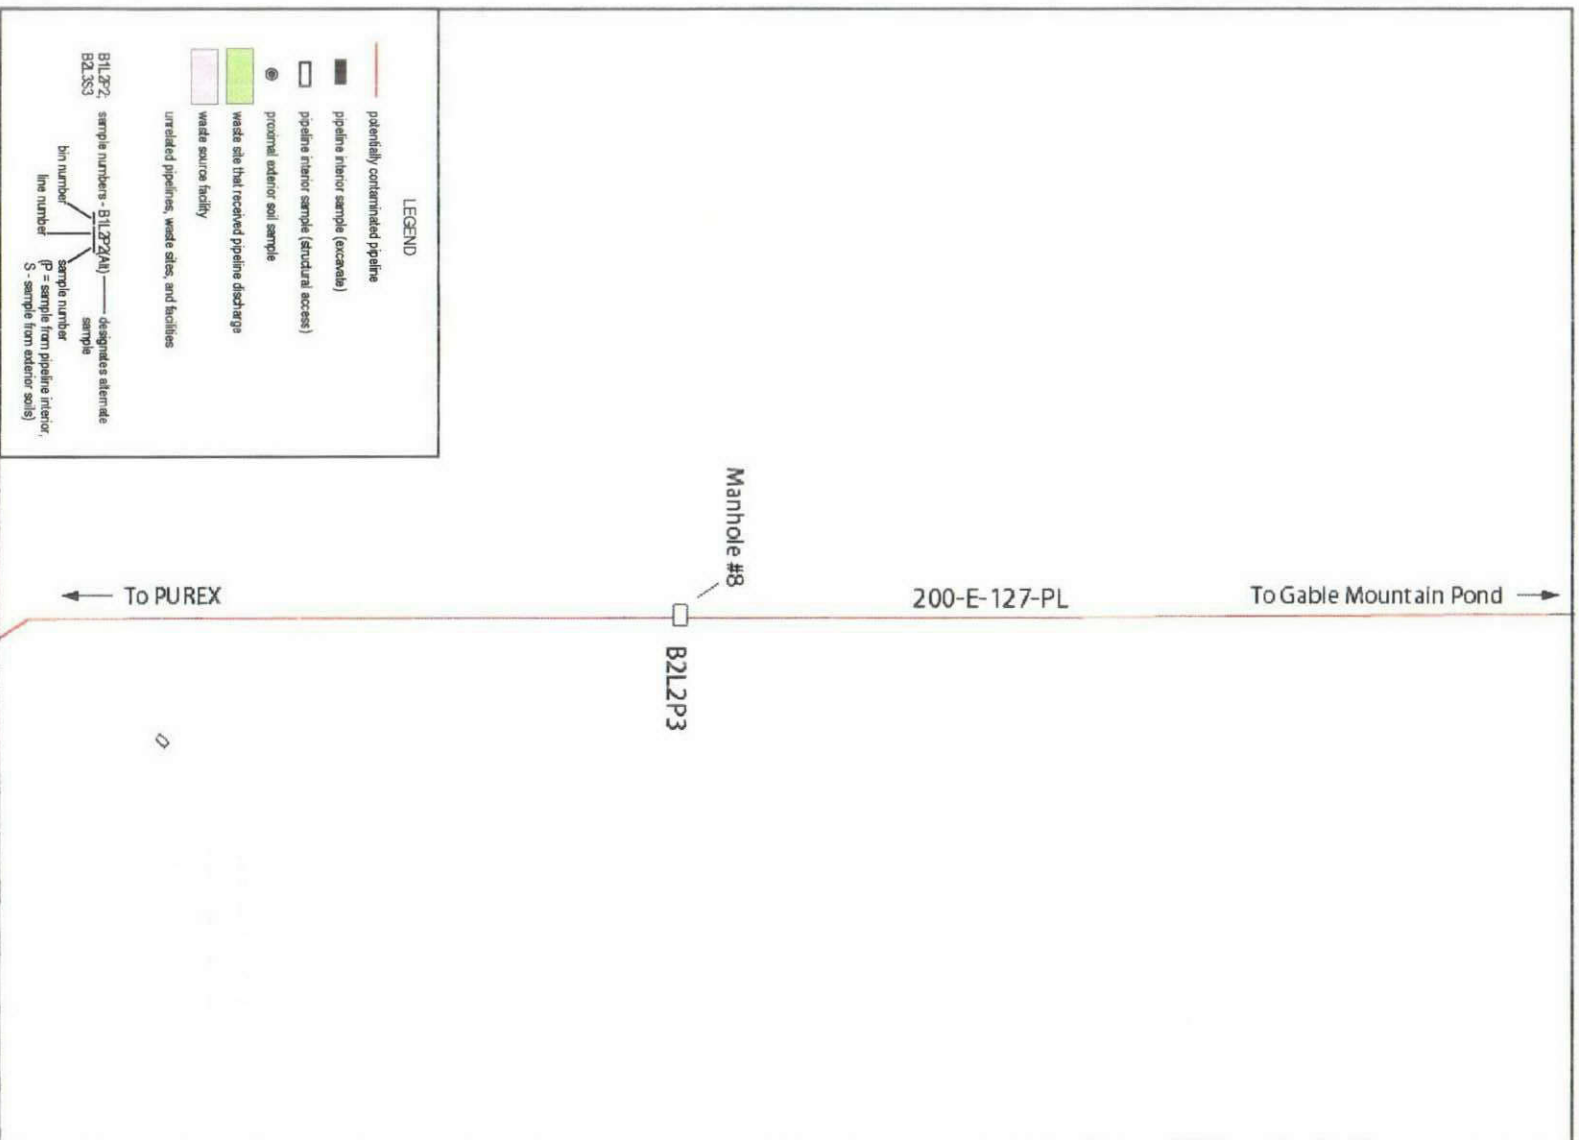 LEGEND
potentially contaminated pipeline
pipeline interior sample (excavate)
pipeline interior sample (structural access)
proximal exterior soil sample
waste site that received pipeline discharge
waste source facility
unrelated pipelines, waste sites, and facilities
B1L2P2; sample numbers - B1L2P2(Alt) designates alternate
B2L3S3 sample
bin number
line number
sample number
(P = sample from pipeline interior,
S - sample from exterior soils)
Manhole #8
To PUREX
200-E-127-PL
To Gable Mountain Pond
B2L2P3